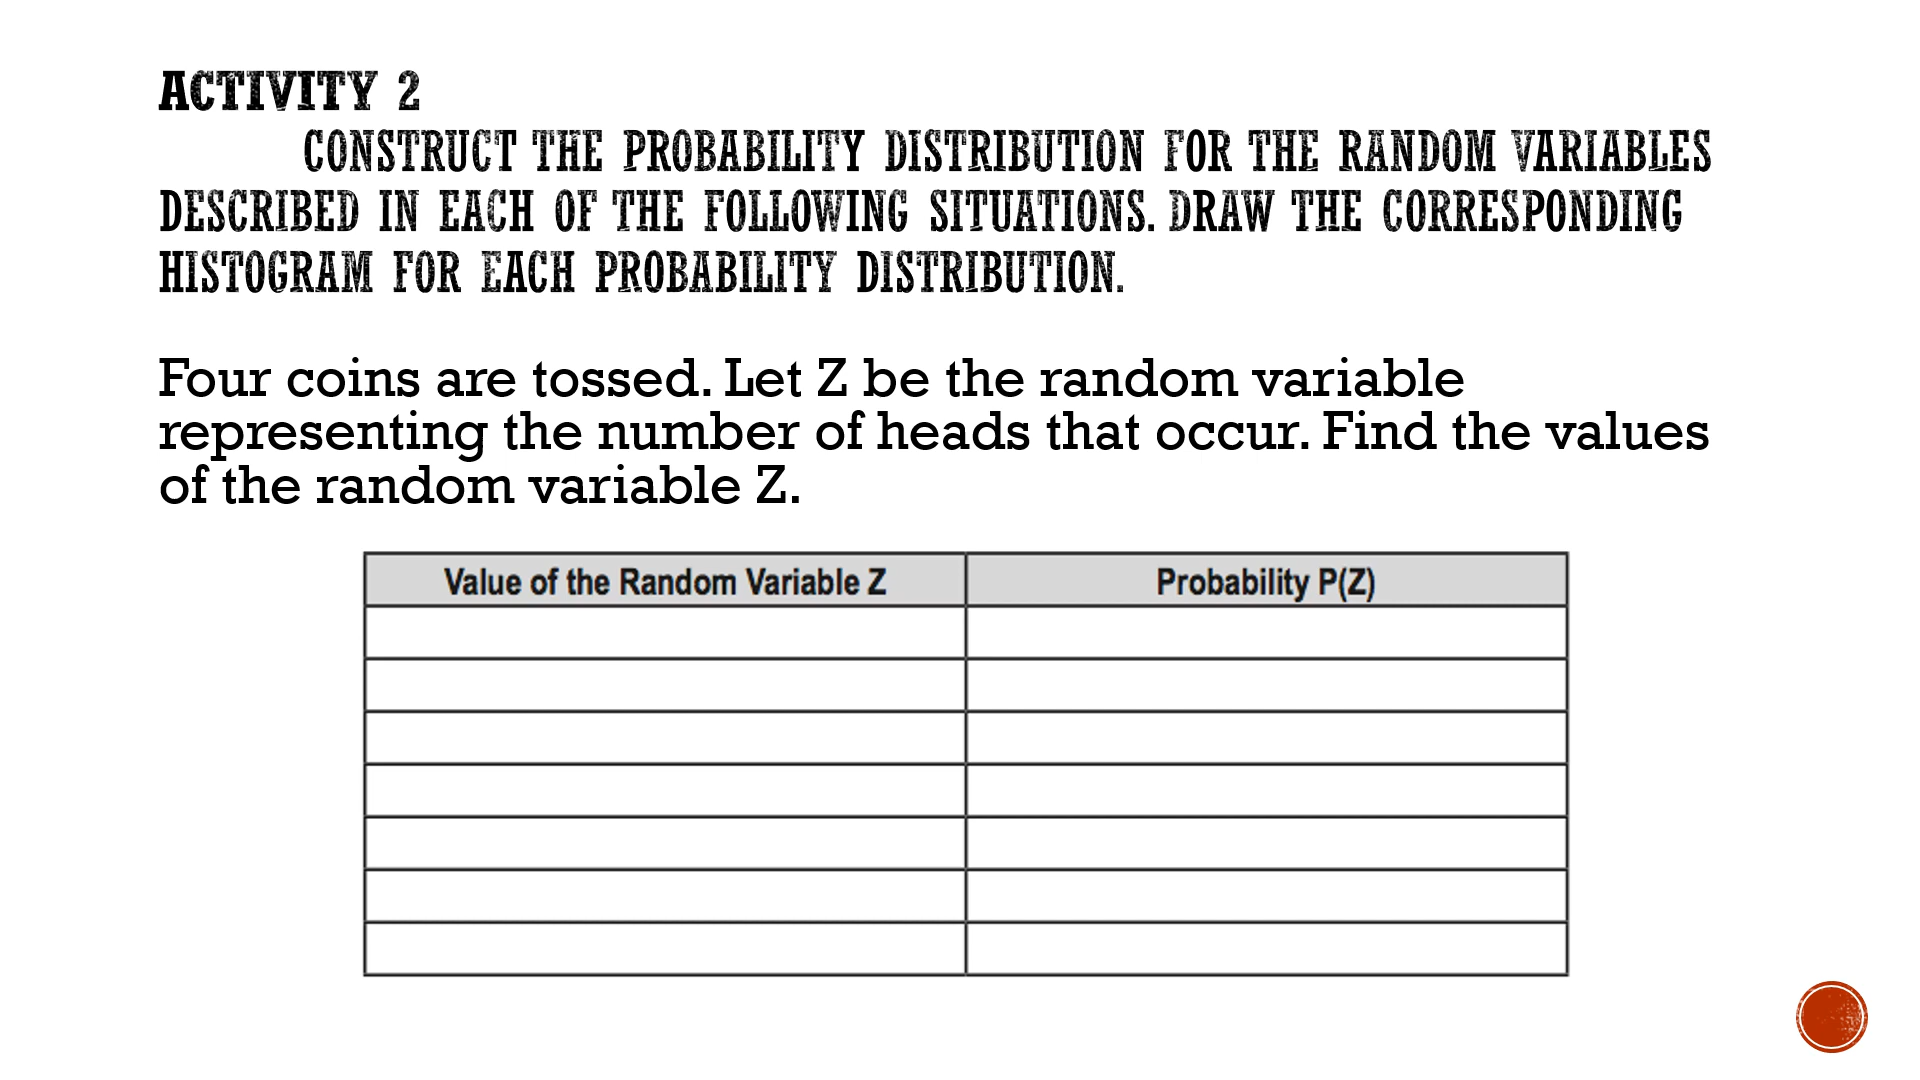 ACTIVITY 2
CONSTRUCT THE PROBABILITY DISTRIBUTION FOR THE RANDOM VARIABLES
DESCRIBED IN EACH OF THE FOLLOWING SITUATIONS. DRAW THE CORRESPONDING
HISTOGRAM FOR EACH PROBABILITY DISTRIBUTION.
Four coins are tossed. Let Z be the random variable
representing the number of heads that occur. Find the values
of the random variable Z.
Value of the Random Variable Z
Probability P(Z)